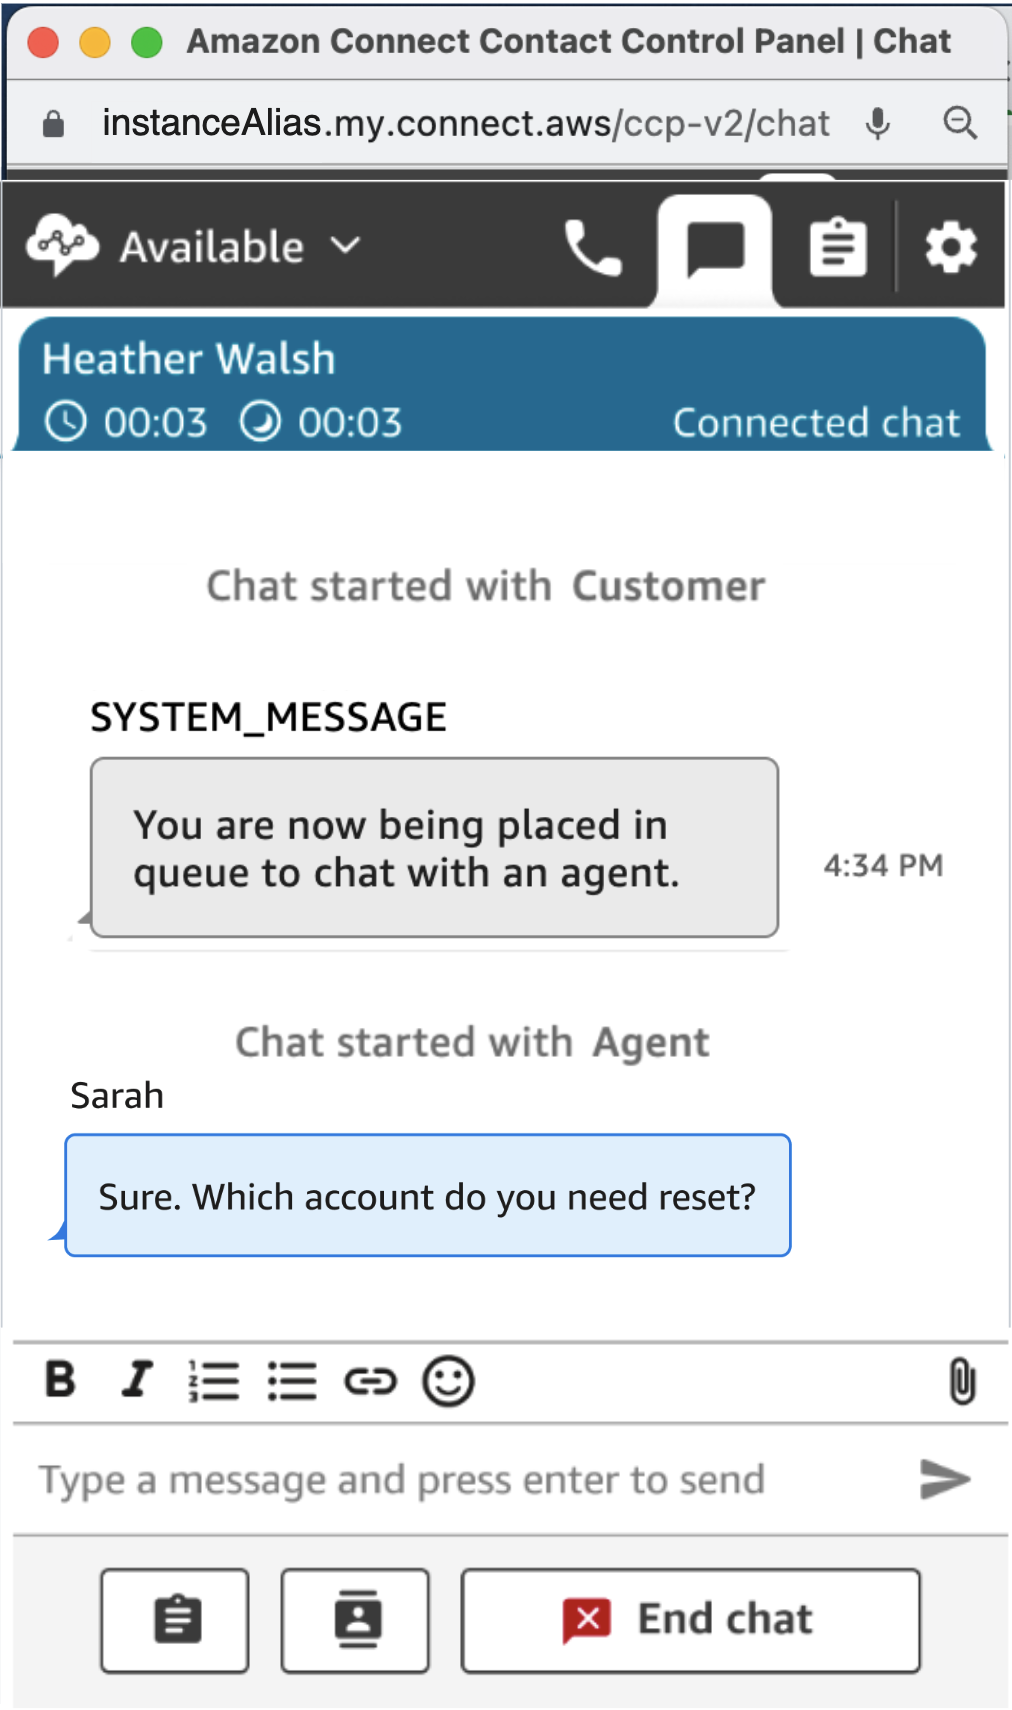 Amazon Connect Contact Control Panel | Chat
instanceAlias.my.connect.aws/ccp-v2/chat
Available
Heather Walsh
00:03 00:03 Connected chat
Chat started with Customer
SYSTEM_MESSAGE
You are now being placed in
queue to chat with an agent.
4:34 PM
Chat started with Agent
Sarah
Sure. Which account do you need reset?
B I
Type a message and press enter to send
End chat